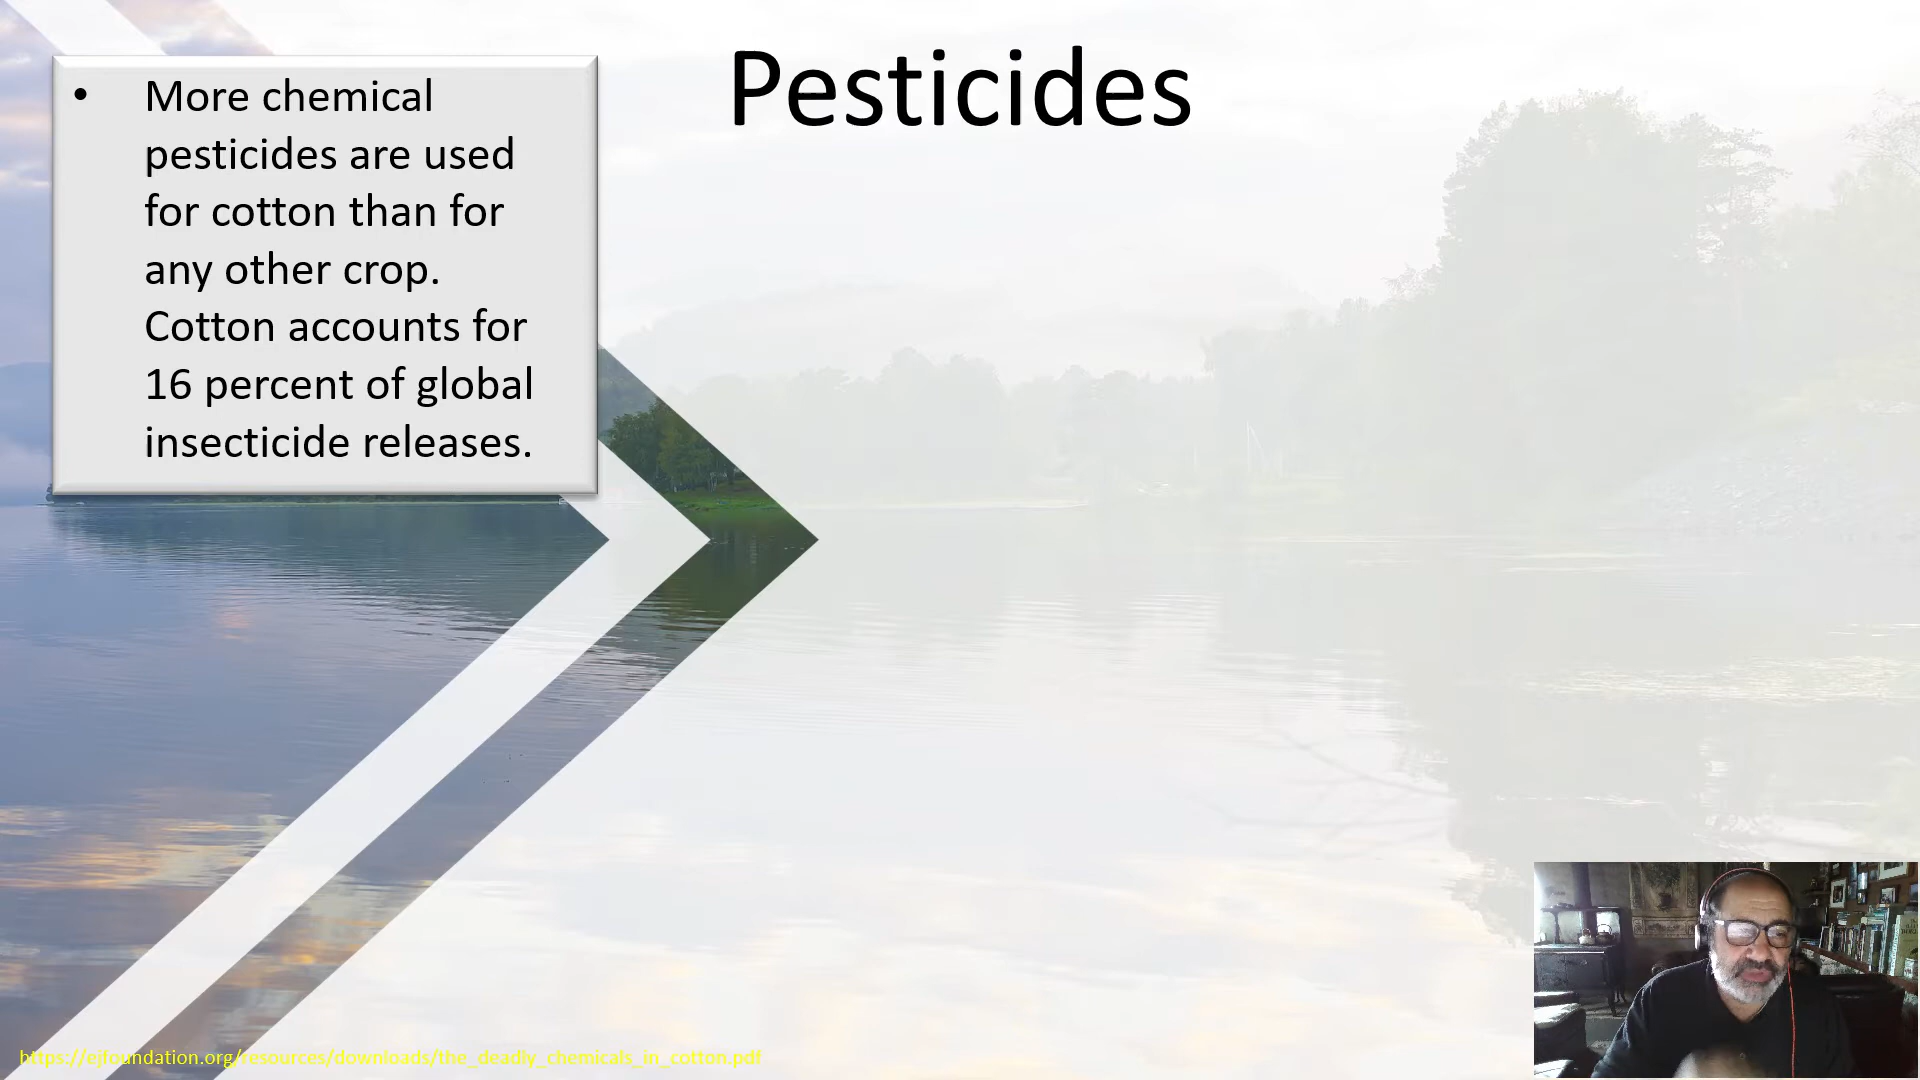 Pesticides
• More chemical
pesticides are used
for cotton than for
any other crop.
Cotton accounts for
16 percent of global
insecticide releases.
https://ejfoundation.org/resources/downloads/the_deadly_chemicals_in_cotton.pdf